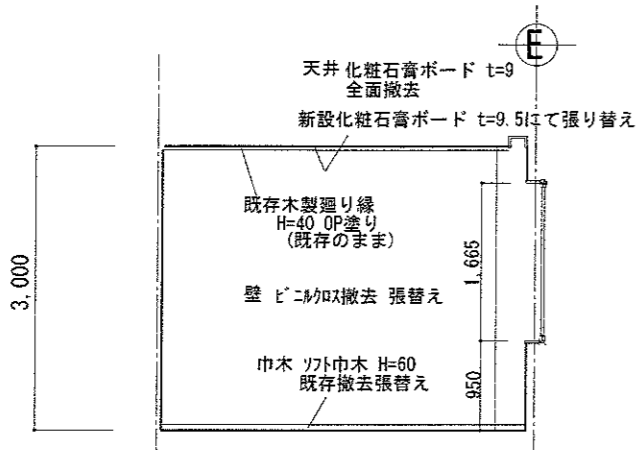 E
天井 化粧石膏ボード t=9
全面撤去
新設化粧石膏ボード t=9.5にて張り替え
既存木製廻り縁
H=40 OP塗り
(既存のまま)
3,000
1,665
壁 ビニルクロス撤去 張替え
巾木 ソフト巾木 H=60
既存撤去張替え
950